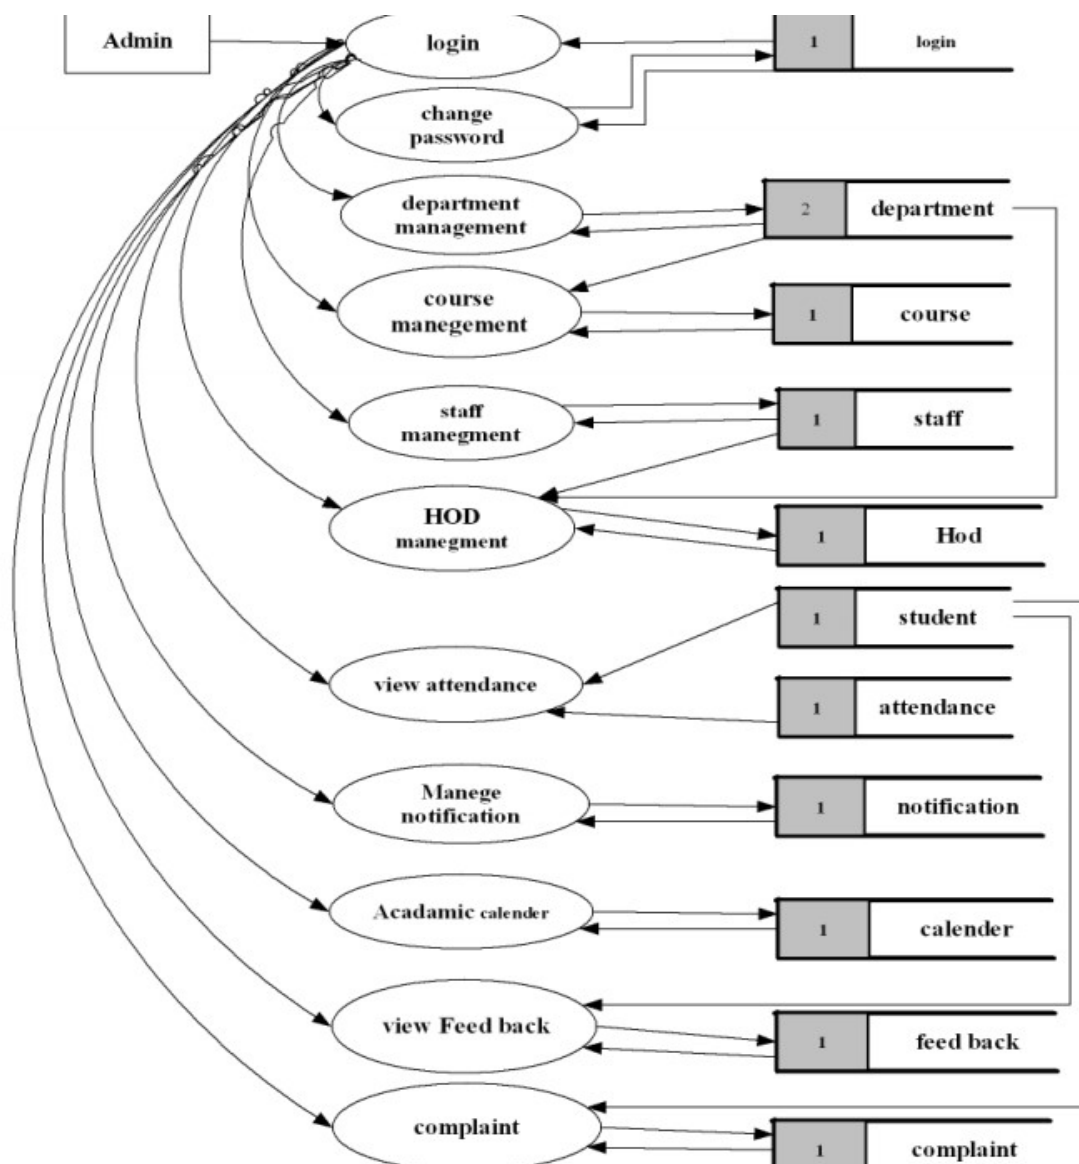 Admin
login
1
login
change
password
department
management
2
department
course
manegement
1
course
staff
manegment
1
staff
HOD
manegment
1
Hod
1
student
view attendance
1
attendance
Manege
notification
1
notification
Acadamic calender
1
calender
view Feed back
1
feed back
complaint
1
complaint